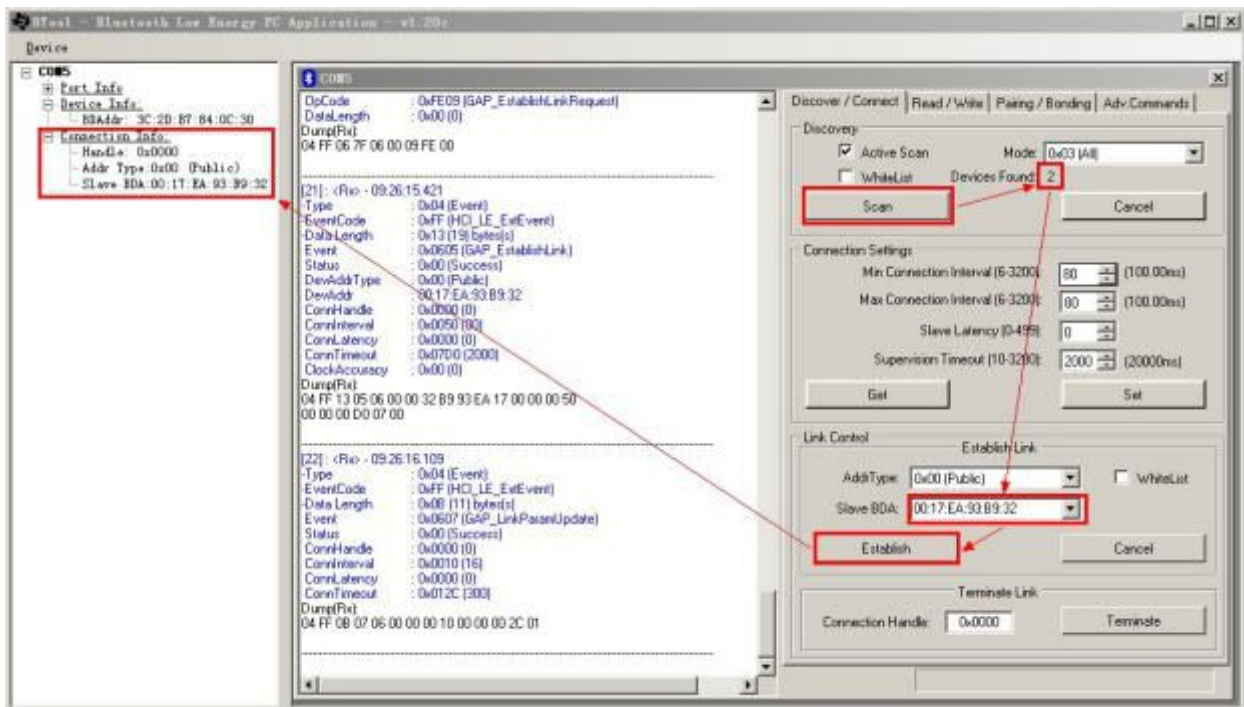 BTool - Bluetooth Low Energy PC Application - v1.20c
Device
COM5
Port Info
Device Info:
BDAddr: 3C:2D:B7:84:0C:30
Connection Info:
Handle: 0x0000
Addr Type:0x00 (Public)
Slave BDA:00:17:EA:93:B9:32
COM5
OpCode : 0xFE09 (GAP_EstablishLinkRequest)
DataLength : 0x00 (0)
Dump(Rx):
04 FF 06 7F 06 00 09 FE 00
[21] : <Rx> - 09:26:15.421
-Type : 0x04 (Event)
-EventCode : 0xFF (HCI_LE_ExtEvent)
-Data Length : 0x13 (19) bytes(s)
Event : 0x0605 (GAP_EstablishLink)
Status : 0x00 (Success)
DevAddrType : 0x00 (Public)
DevAddr : 00:17:EA:93:B9:32
ConnHandle : 0x0000 (0)
ConnInterval : 0x0050 (80)
ConnLatency : 0x0000 (0)
ConnTimeout : 0x07D0 (2000)
ClockAccuracy : 0x00 (0)
Dump(Rx):
04 FF 13 05 06 00 00 32 B9 93 EA 17 00 00 00 50
00 00 00 D0 07 00
[22] : <Rx> - 09:26:16.109
-Type : 0x04 (Event)
-EventCode : 0xFF (HCI_LE_ExtEvent)
-Data Length : 0x0B (11) bytes(s)
Event : 0x0607 (GAP_LinkParamUpdate)
Status : 0x00 (Success)
ConnHandle : 0x0000 (0)
ConnInterval : 0x0010 (16)
ConnLatency : 0x0000 (0)
ConnTimeout : 0x012C (300)
Dump(Rx):
04 FF 0B 07 06 00 00 00 10 00 00 00 2C 01
Discover / Connect Read / Write Pairing / Bonding Adv.Commands
Discovery
Active Scan Mode: 0x03 (All)
WhiteList Devices Found: 2
Scan Cancel
Connection Settings
Min Connection Interval (6-3200): 80 (100.00ms)
Max Connection Interval (6-3200): 80 (100.00ms)
Slave Latency (0-499): 0
Supervision Timeout (10-3200): 2000 (20000ms)
Get Set
Link Control
Establish Link
AddrType: 0x00 (Public) WhiteList
Slave BDA: 00:17:EA:93:B9:32
Establish Cancel
Terminate Link
Connection Handle: 0x0000 Terminate